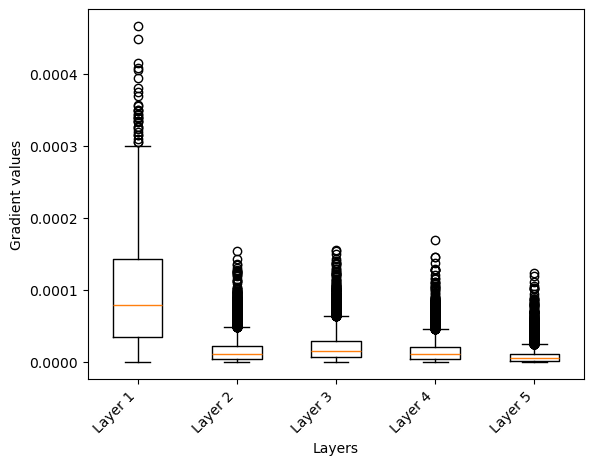 Gradient values
0.0004
0.0003
0.0002
0.0001
0.0000
Layer 1
Layer 2
Layer 3
Layer 4
Layer 5
Layers